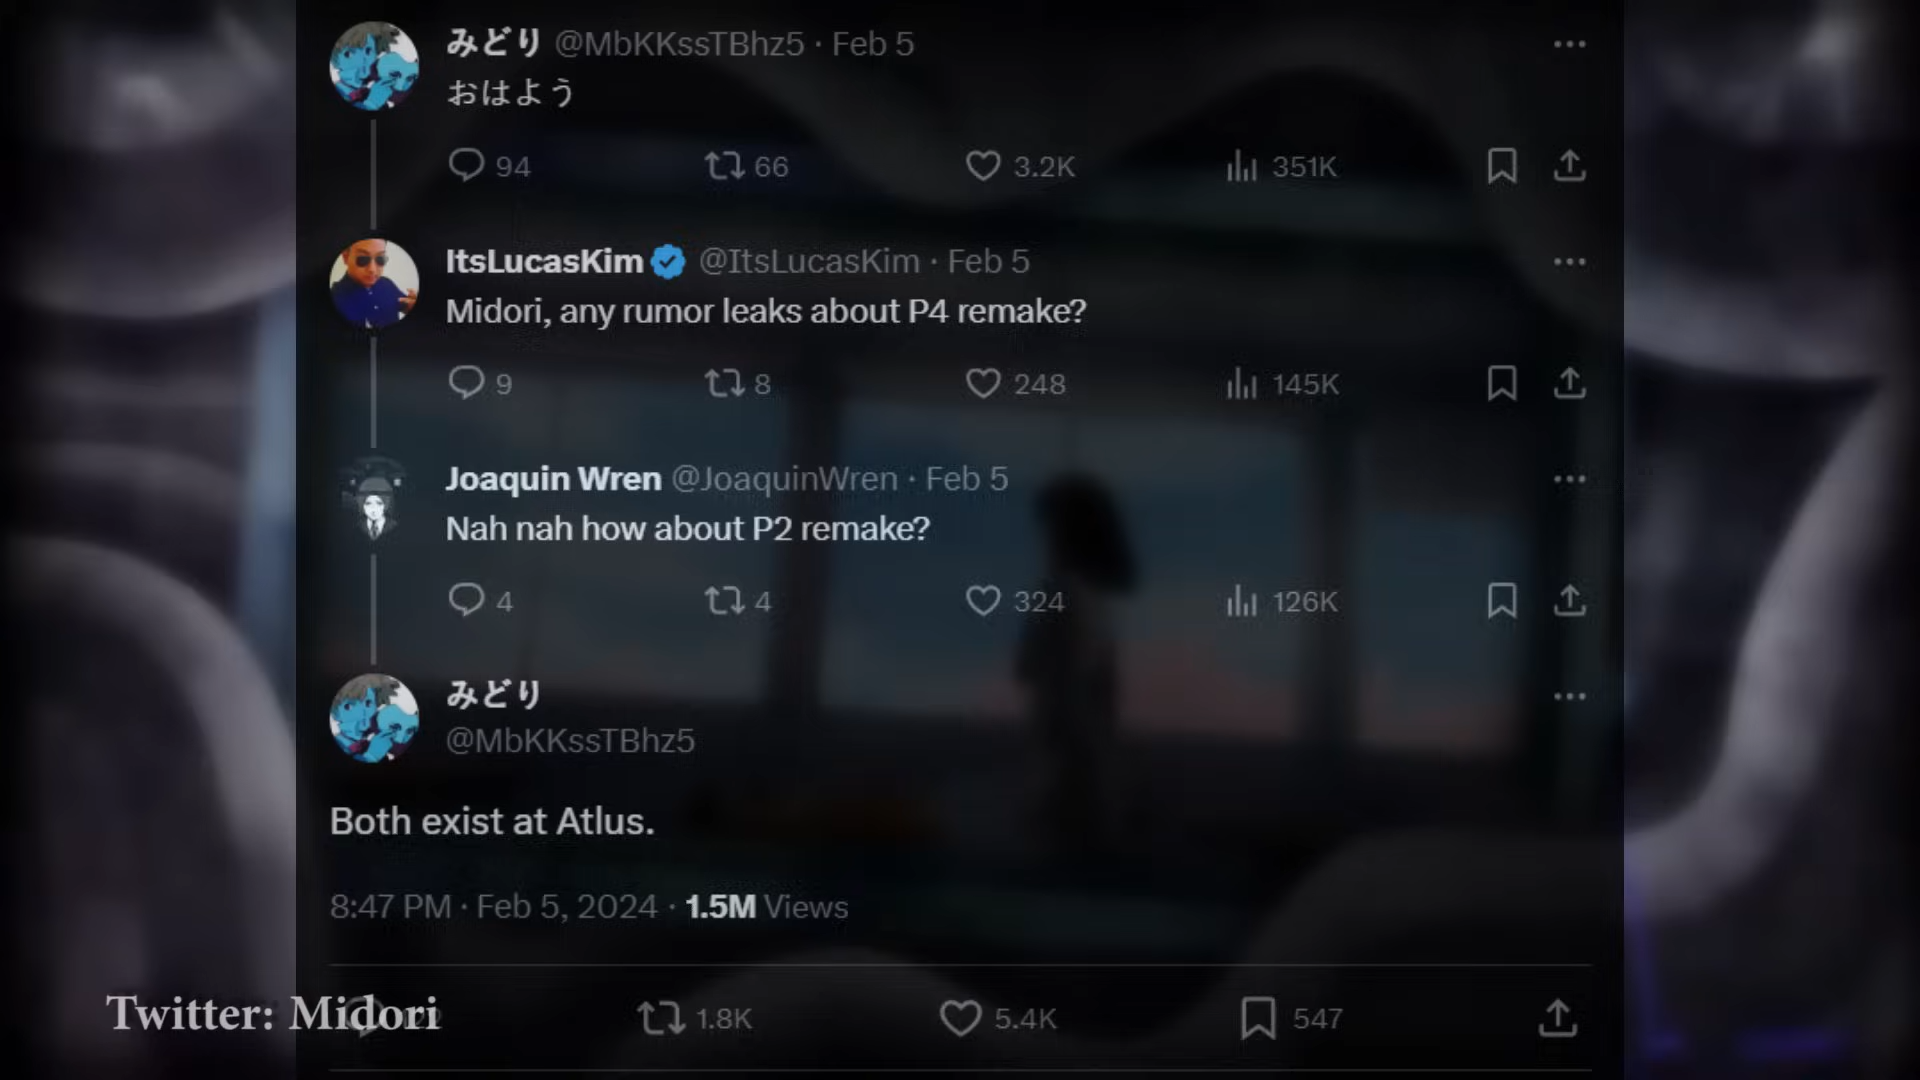 みどり @MbKKssTBhz5 · Feb 5
おはよう
94 66 3.2K 351K
ItsLucasKim @ItsLucasKim · Feb 5
Midori, any rumor leaks about P4 remake?
9 8 248 145K
Joaquin Wren @JoaquinWren · Feb 5
Nah nah how about P2 remake?
4 4 324 126K
みどり
@MbKKssTBhz5
Both exist at Atlus.
8:47 PM · Feb 5, 2024 · 1.5M Views
1.8K 5.4K 547
Twitter: Midori